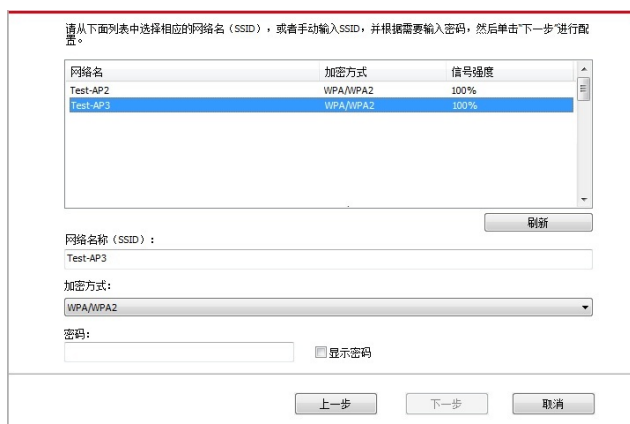 请从下面列表中选择相应的网络名（SSID），或者手动输入SSID，并根据需要输入密码，然后单击"下一步"进行配
置。
网络名 加密方式 信号强度
Test-AP2 WPA/WPA2 100%
Test-AP3 WPA/WPA2 100%
刷新
网络名称（SSID）:
Test-AP3
加密方式:
WPA/WPA2
密码:
显示密码
上一步 下一步 取消